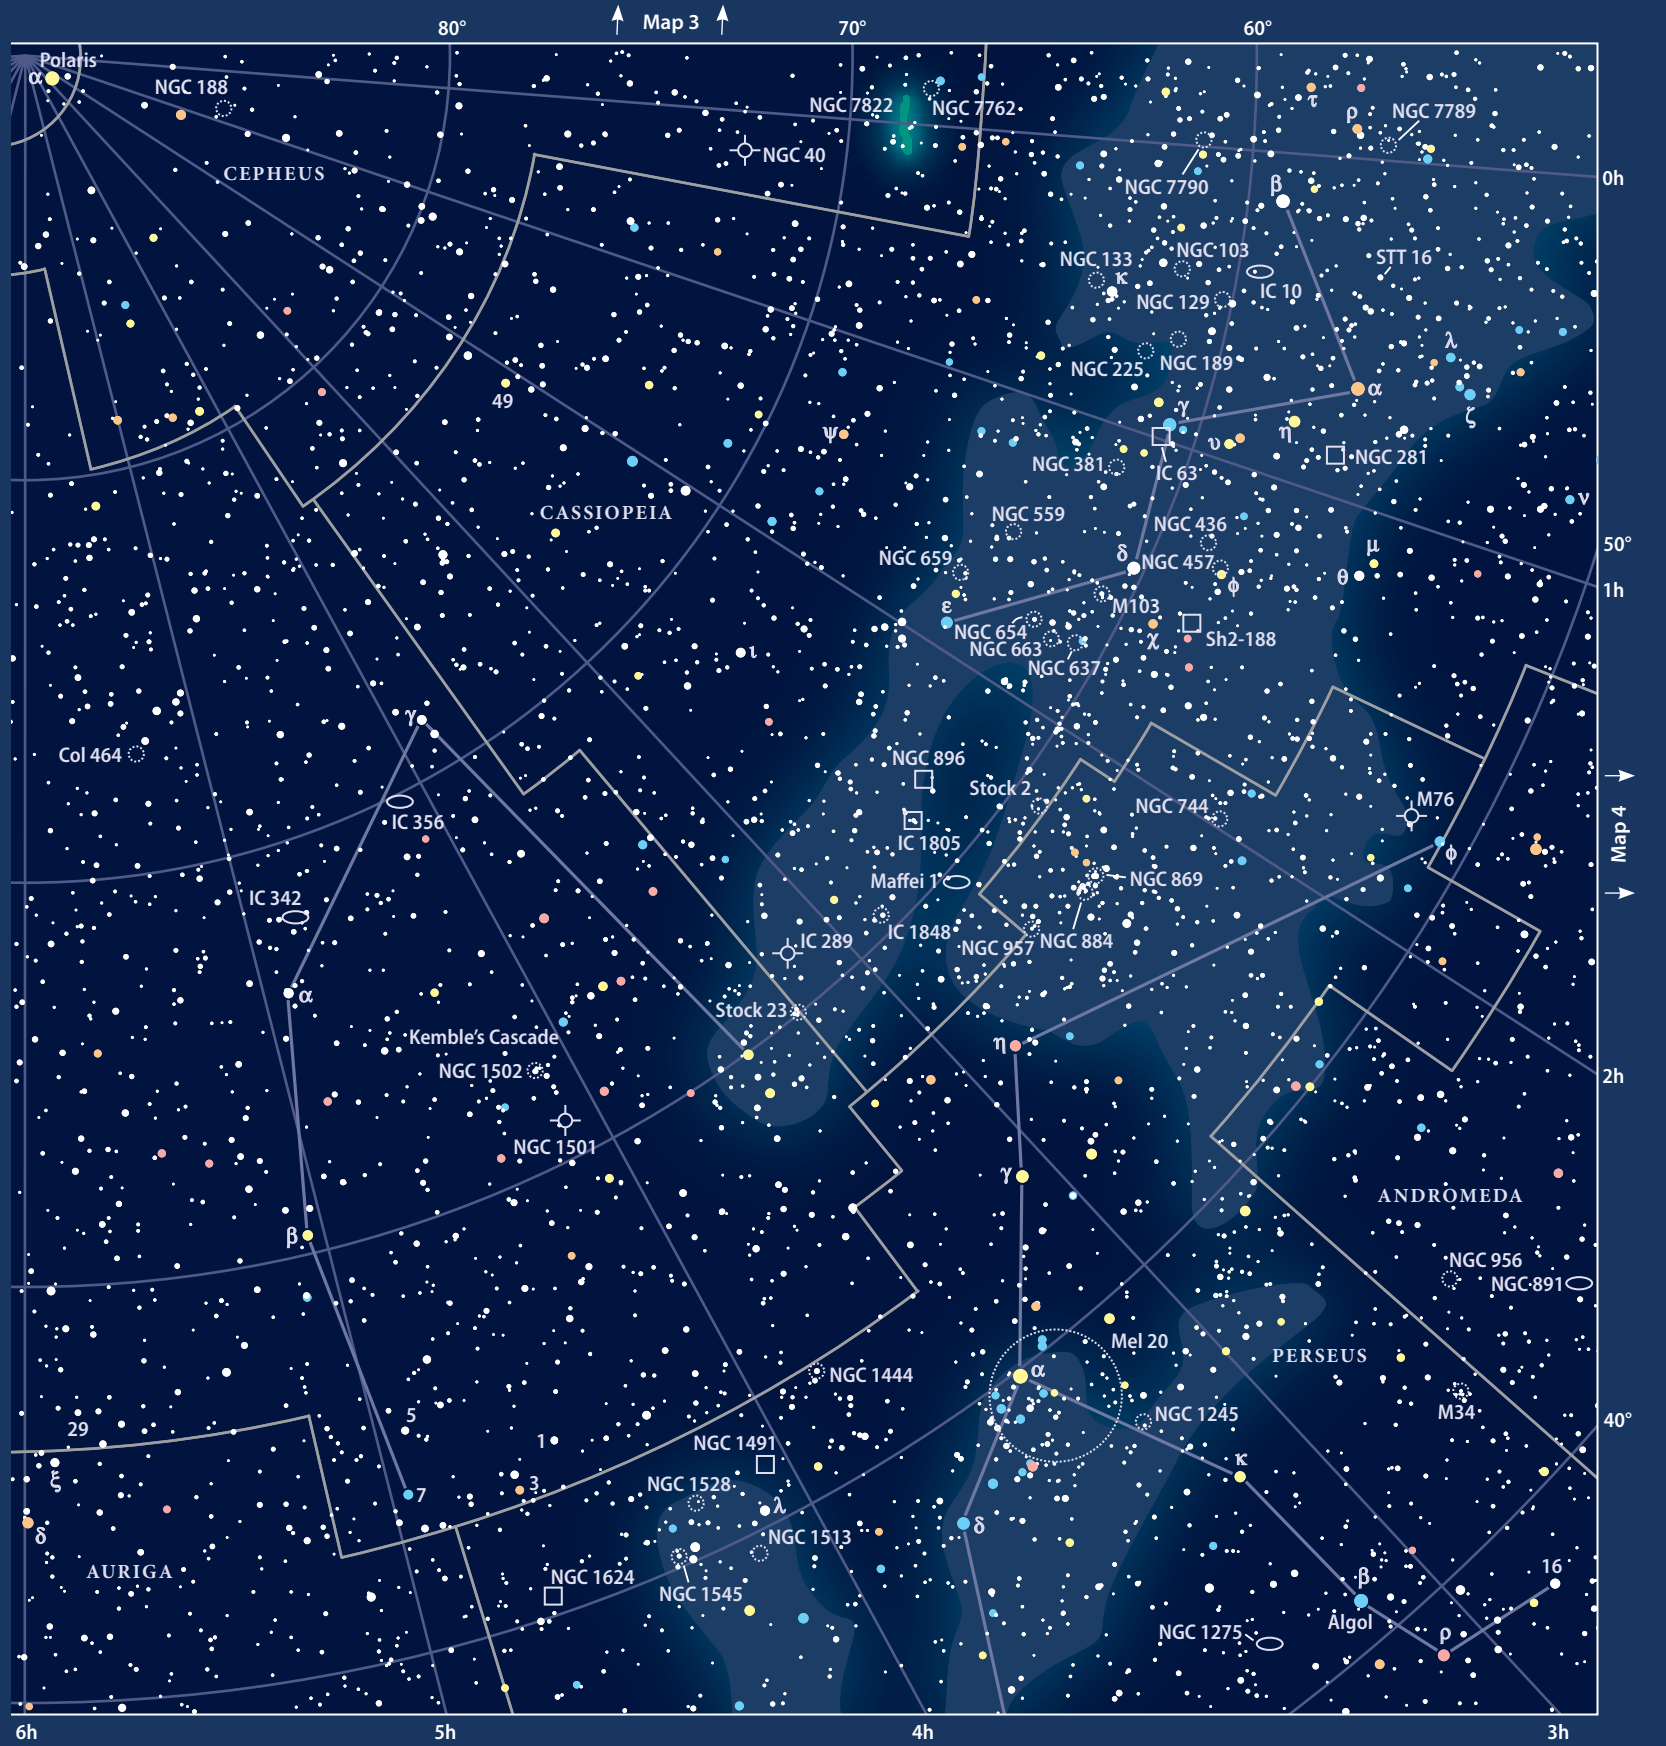 80°
Map 3
70°
60°
Polaris
α
NGC 188
NGC 7822
NGC 7762
τ
ρ
NGC 7789
NGC 40
CEPHEUS
NGC 7790
β
0h
NGC 133
κ
NGC 103
STT 16
IC 10
NGC 129
λ
NGC 225
NGC 189
49
α
ζ
γ
ψ
υ
η
NGC 381
IC 63
NGC 281
ν
CASSIOPEIA
NGC 559
NGC 436
50°
NGC 659
δ
NGC 457
μ
θ
ϕ
1h
ε
M103
NGC 654
χ
Sh2-188
NGC 663
ι
NGC 637
γ
Col 464
NGC 896
Stock 2
NGC 744
M76
IC 356
IC 1805
Map 4
ϕ
Maffei 1
NGC 869
IC 342
IC 1848
IC 289
NGC 957
NGC 884
α
Stock 23
Kemble's Cascade
η
NGC 1502
2h
NGC 1501
γ
ANDROMEDA
β
NGC 956
NGC 891
Mel 20
PERSEUS
α
NGC 1444
5
NGC 1245
M34
40°
29
1
NGC 1491
κ
ξ
3
NGC 1528
7
λ
δ
δ
NGC 1513
AURIGA
NGC 1624
NGC 1545
β
16
Algol
NGC 1275
ρ
6h
5h
4h
3h